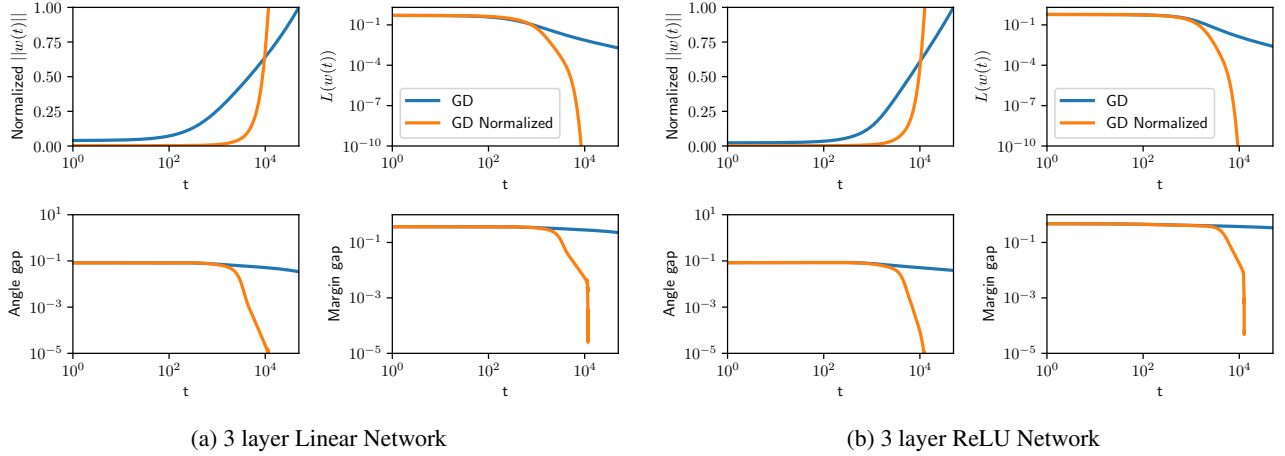 Normalized ||w(t)||
1.00
0.75
0.50
0.25
0.00
10^0 10^2 10^4
t
L(w(t))
10^-1
10^-4
10^-7
10^-10
GD
GD Normalized
10^0 10^2 10^4
t
Normalized ||w(t)||
1.00
0.75
0.50
0.25
0.00
10^0 10^2 10^4
t
L(w(t))
10^-1
10^-4
10^-7
10^-10
GD
GD Normalized
10^0 10^2 10^4
t
Angle gap
10^1
10^-1
10^-3
10^-5
10^0 10^2 10^4
t
Margin gap
10^-1
10^-3
10^-5
10^0 10^2 10^4
t
Angle gap
10^1
10^-1
10^-3
10^-5
10^0 10^2 10^4
t
Margin gap
10^-1
10^-3
10^-5
10^0 10^2 10^4
t
(a) 3 layer Linear Network
(b) 3 layer ReLU Network